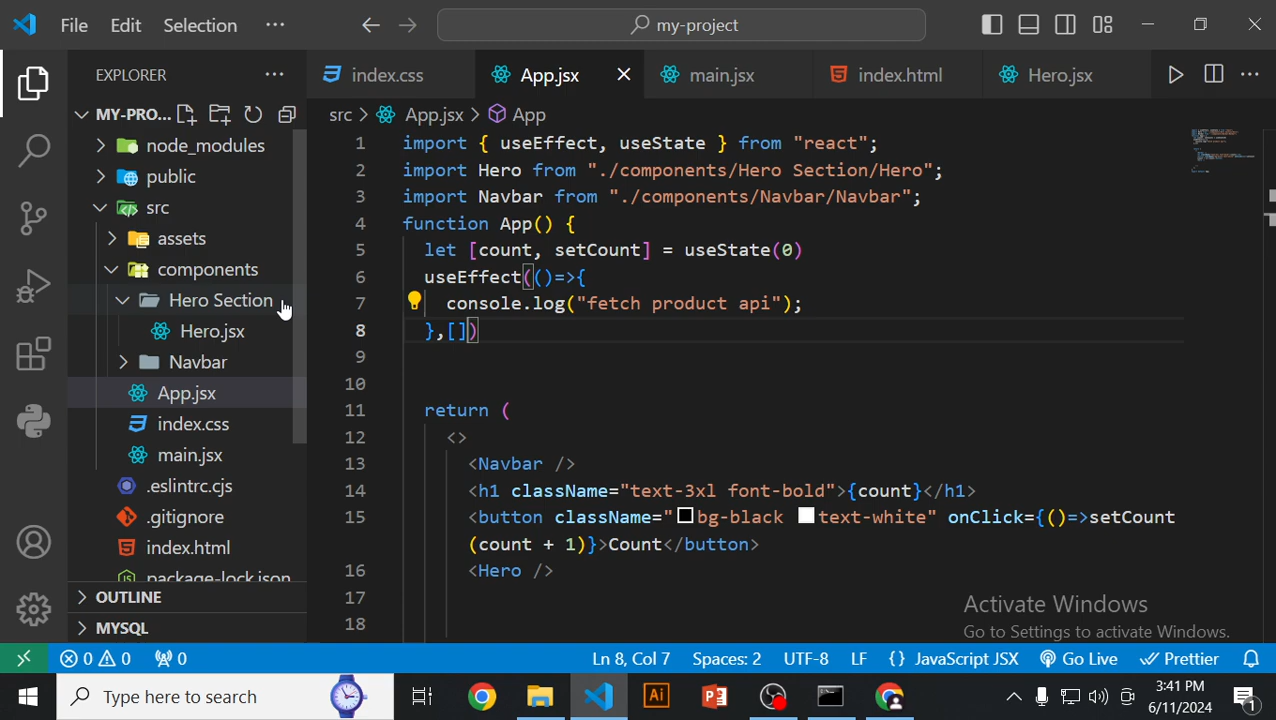 File Edit Selection ··· my-project
EXPLORER ···
MY-PRO...
node_modules
public
src
assets
components
Hero Section
Hero.jsx
Navbar
App.jsx
index.css
main.jsx
.eslintrc.cjs
.gitignore
index.html
package-lock.json
OUTLINE
MYSQL
index.css App.jsx main.jsx index.html Hero.jsx
src > App.jsx > App
1 import { useEffect, useState } from "react";
2 import Hero from "./components/Hero Section/Hero";
3 import Navbar from "./components/Navbar/Navbar";
4 function App() {
5 let [count, setCount] = useState(0)
6 useEffect(()=>{
7 console.log("fetch product api");
8 },[])
9
10
11 return (
12 <>
13 <Navbar />
14 <h1 className="text-3xl font-bold">{count}</h1>
15 <button className="bg-black text-white" onClick={()=>setCount
(count + 1)}>Count</button>
16 <Hero />
17
18
Activate Windows
Go to Settings to activate Windows.
0 0 0 Ln 8, Col 7 Spaces: 2 UTF-8 LF {} JavaScript JSX Go Live Prettier
Type here to search Ai P 3:41 PM
6/11/2024 1